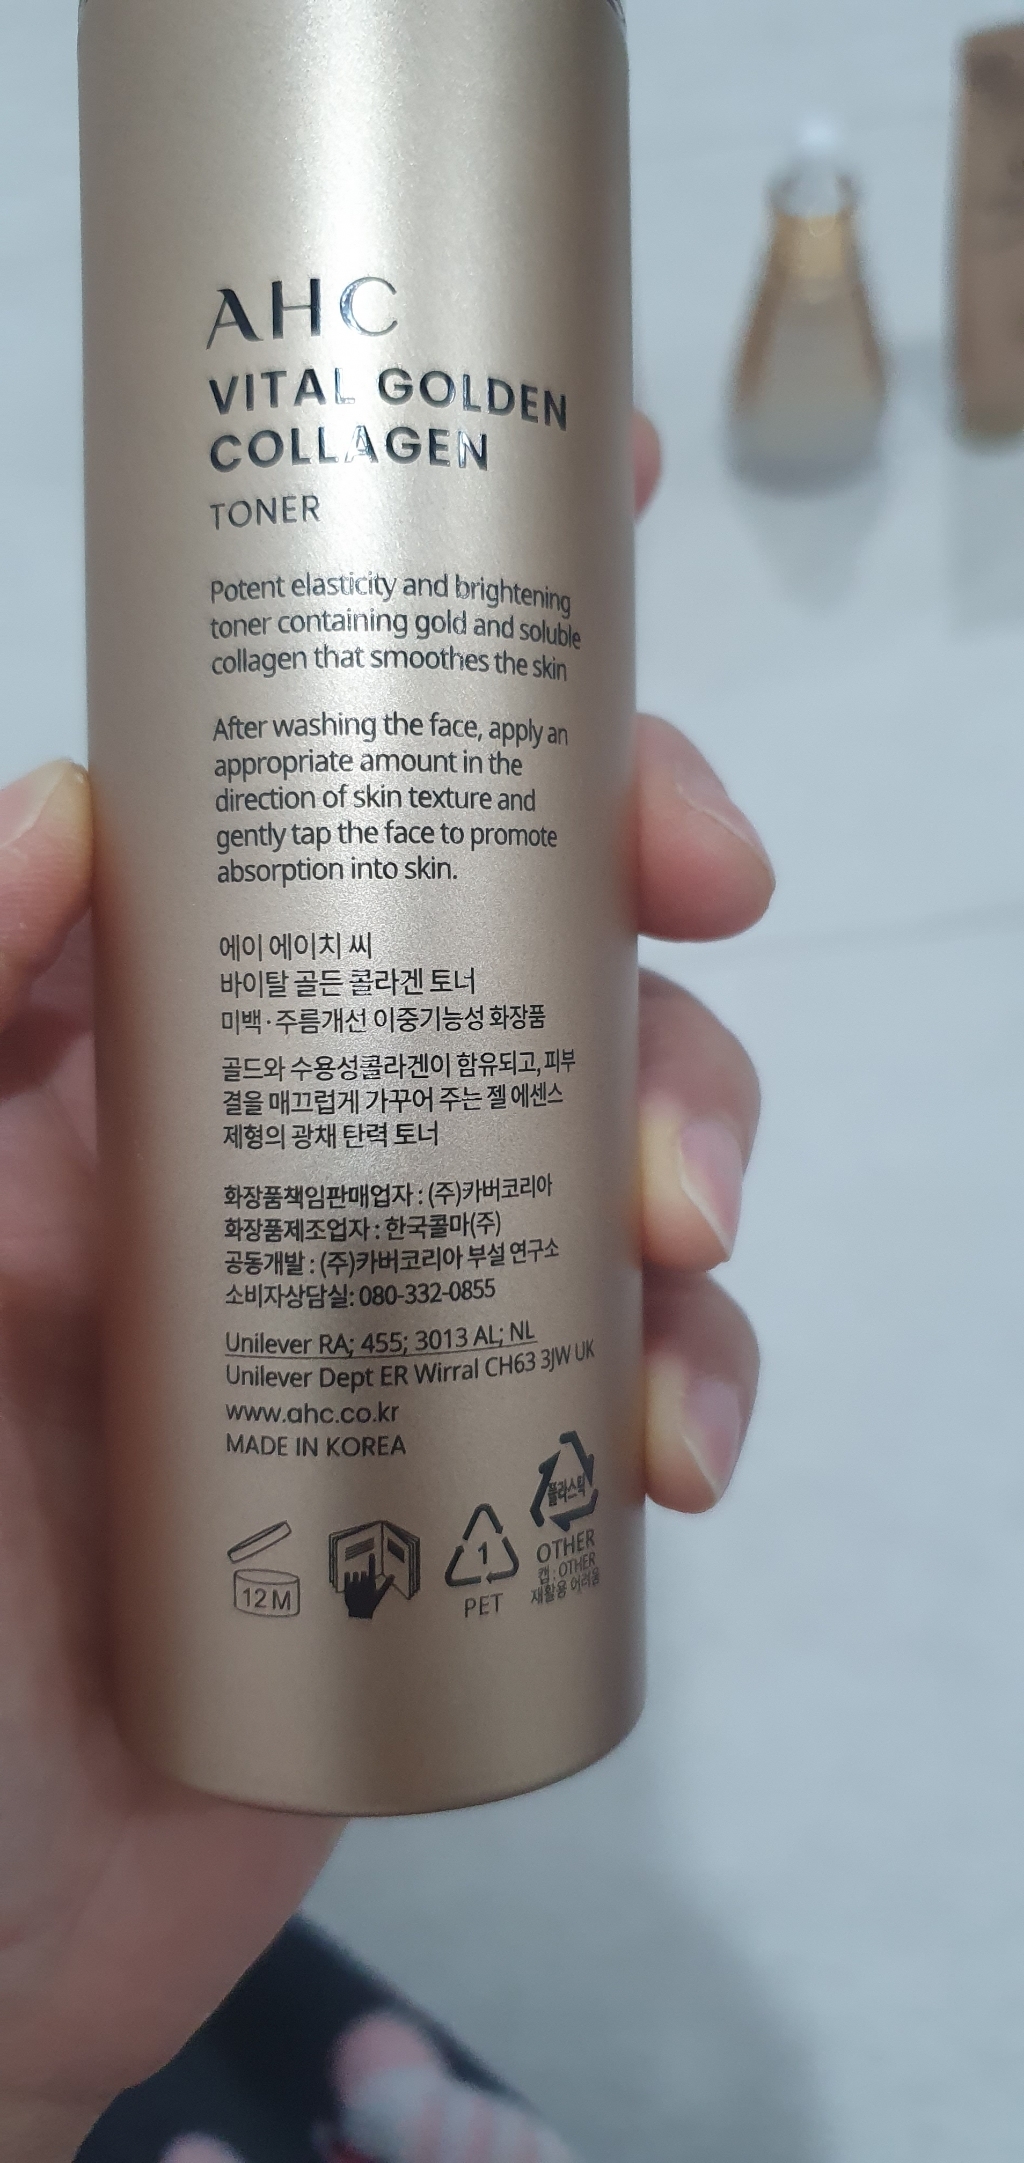 AHC
VITAL GOLDEN
COLLAGEN
TONER
Potent elasticity and brightening
toner containing gold and soluble
collagen that smoothes the skin
After washing the face, apply an
appropriate amount in the
direction of skin texture and
gently tap the face to promote
absorption into skin.
에이 에이치 씨
바이탈 골든 콜라겐 토너
미백·주름개선 이중기능성 화장품
골드와 수용성콜라겐이 함유되고, 피부
결을 매끄럽게 가꾸어 주는 젤 에센스
제형의 광채 탄력 토너
화장품책임판매업자 : (주)카버코리아
화장품제조업자 : 한국콜마(주)
공동개발 : (주)카버코리아 부설 연구소
소비자상담실: 080-332-0855
Unilever RA; 455; 3013 AL; NL
Unilever Dept ER Wirral CH63 3JW UK
www.ahc.co.kr
MADE IN KOREA
12 M
1
PET
플라스틱
OTHER
캡 : OTHER
재활용 어려움